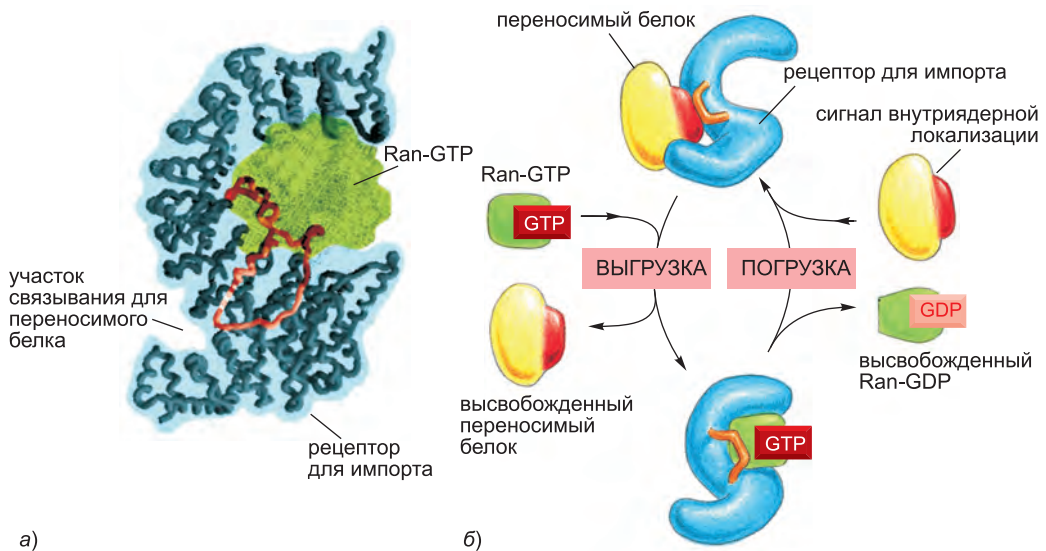 Ran-GTP
участок
связывания для
переносимого
белка
рецептор
для импорта
а)
переносимый белок
рецептор для импорта
сигнал внутриядерной
локализации
Ran-GTP
GTP
ВЫГРУЗКА
ПОГРУЗКА
GDP
высвобожденный
Ran-GDP
высвобожденный
переносимый
белок
GTP
б)